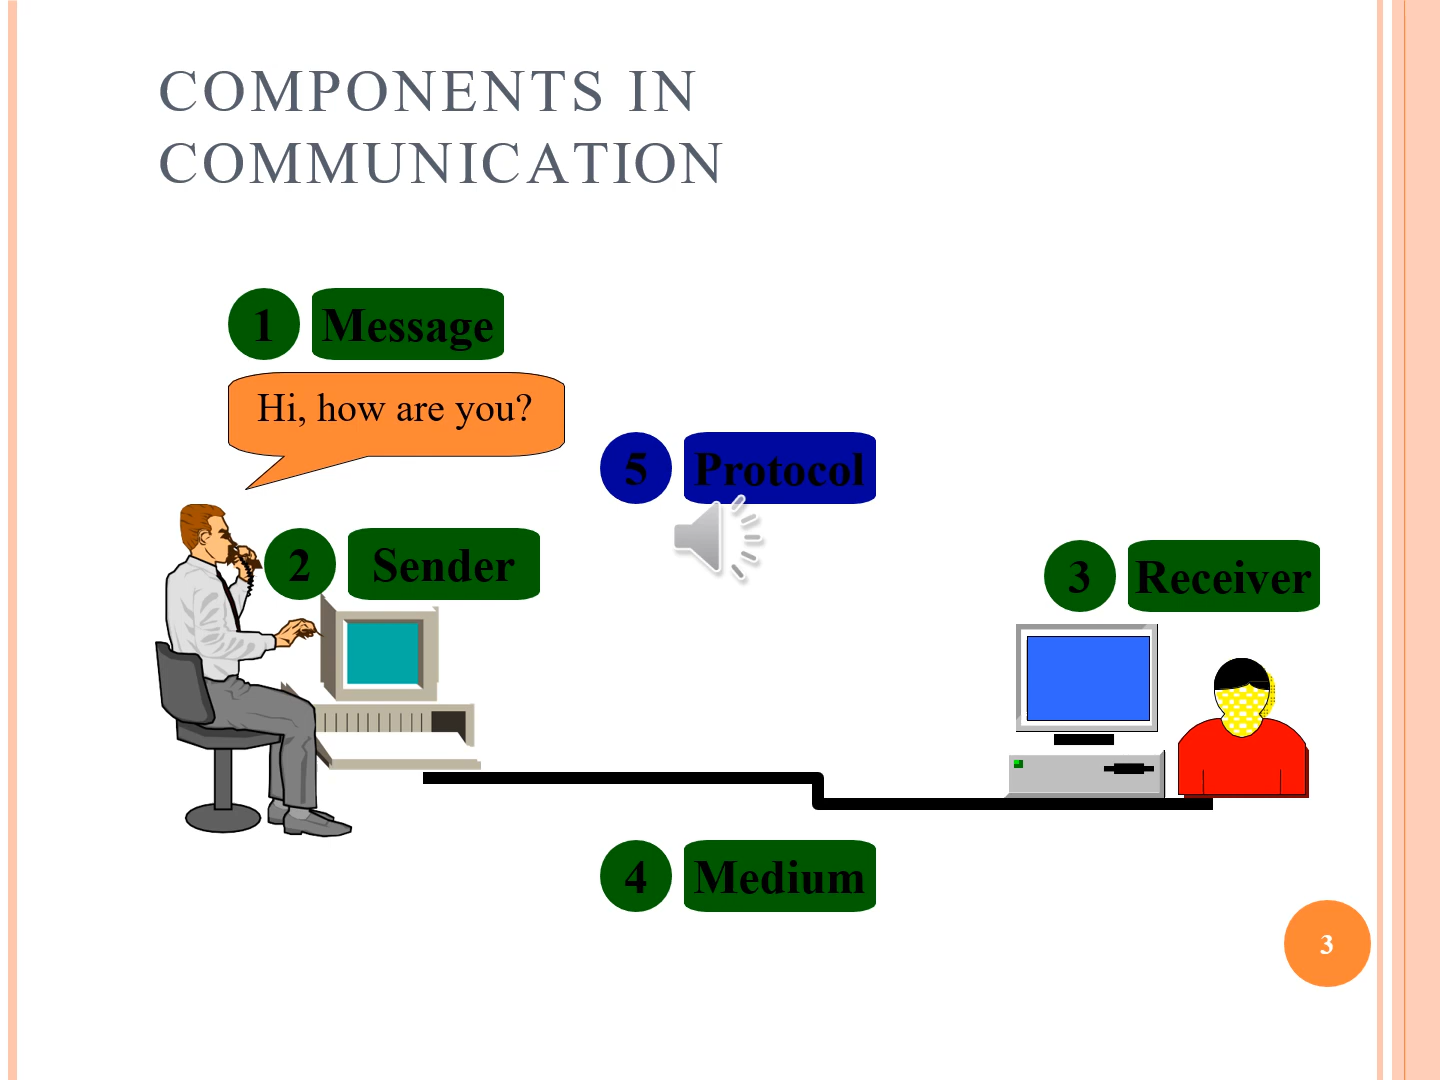 COMPONENTS IN
COMMUNICATION
1 Message
Hi, how are you?
5 Protocol
2 Sender
3 Receiver
4 Medium
3